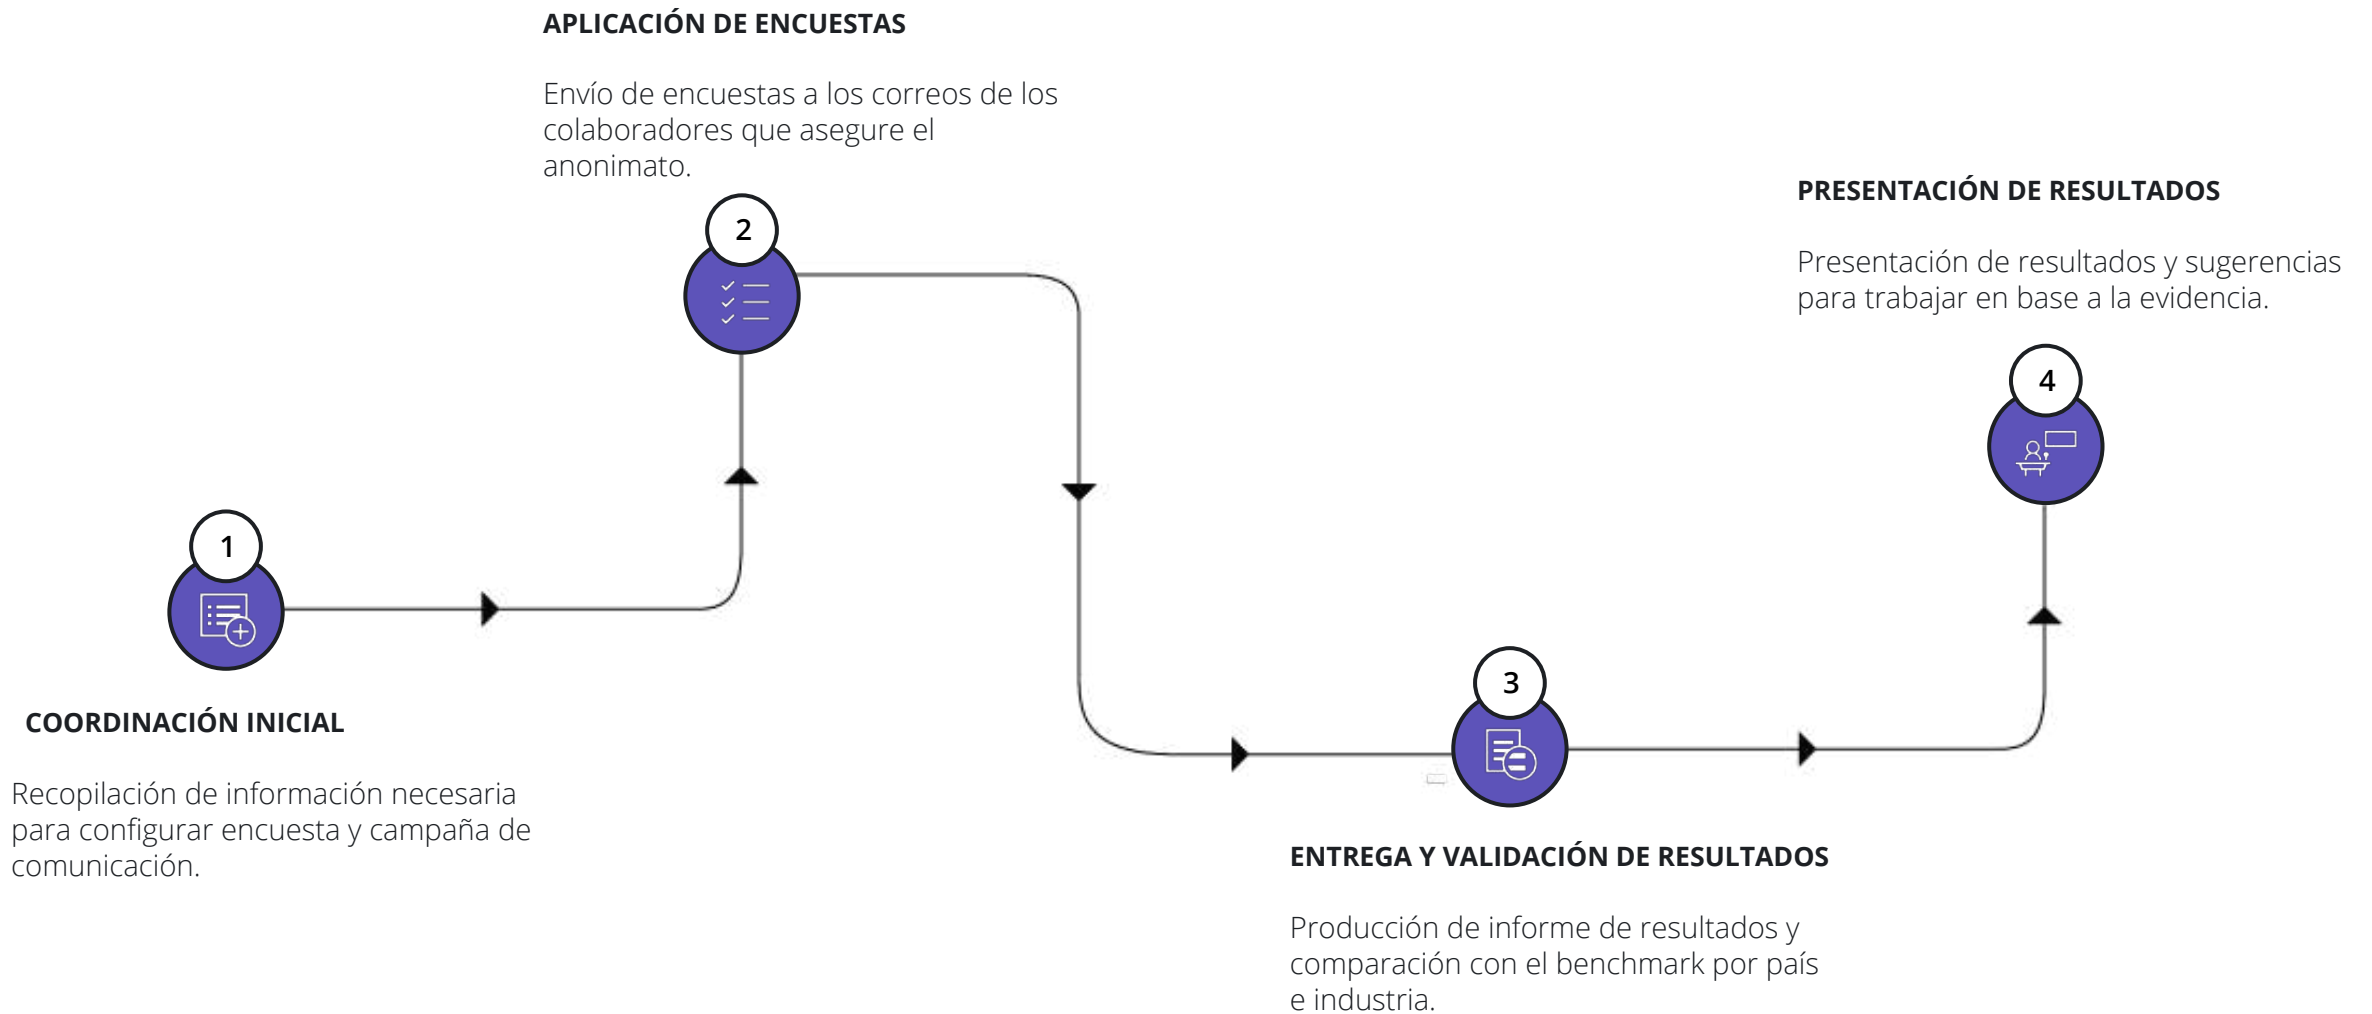 APLICACIÓN DE ENCUESTAS
Envío de encuestas a los correos de los
colaboradores que asegure el
anonimato.
2
PRESENTACIÓN DE RESULTADOS
Presentación de resultados y sugerencias
para trabajar en base a la evidencia.
4
1
COORDINACIÓN INICIAL
Recopilación de información necesaria
para configurar encuesta y campaña de
comunicación.
3
ENTREGA Y VALIDACIÓN DE RESULTADOS
Producción de informe de resultados y
comparación con el benchmark por país
e industria.